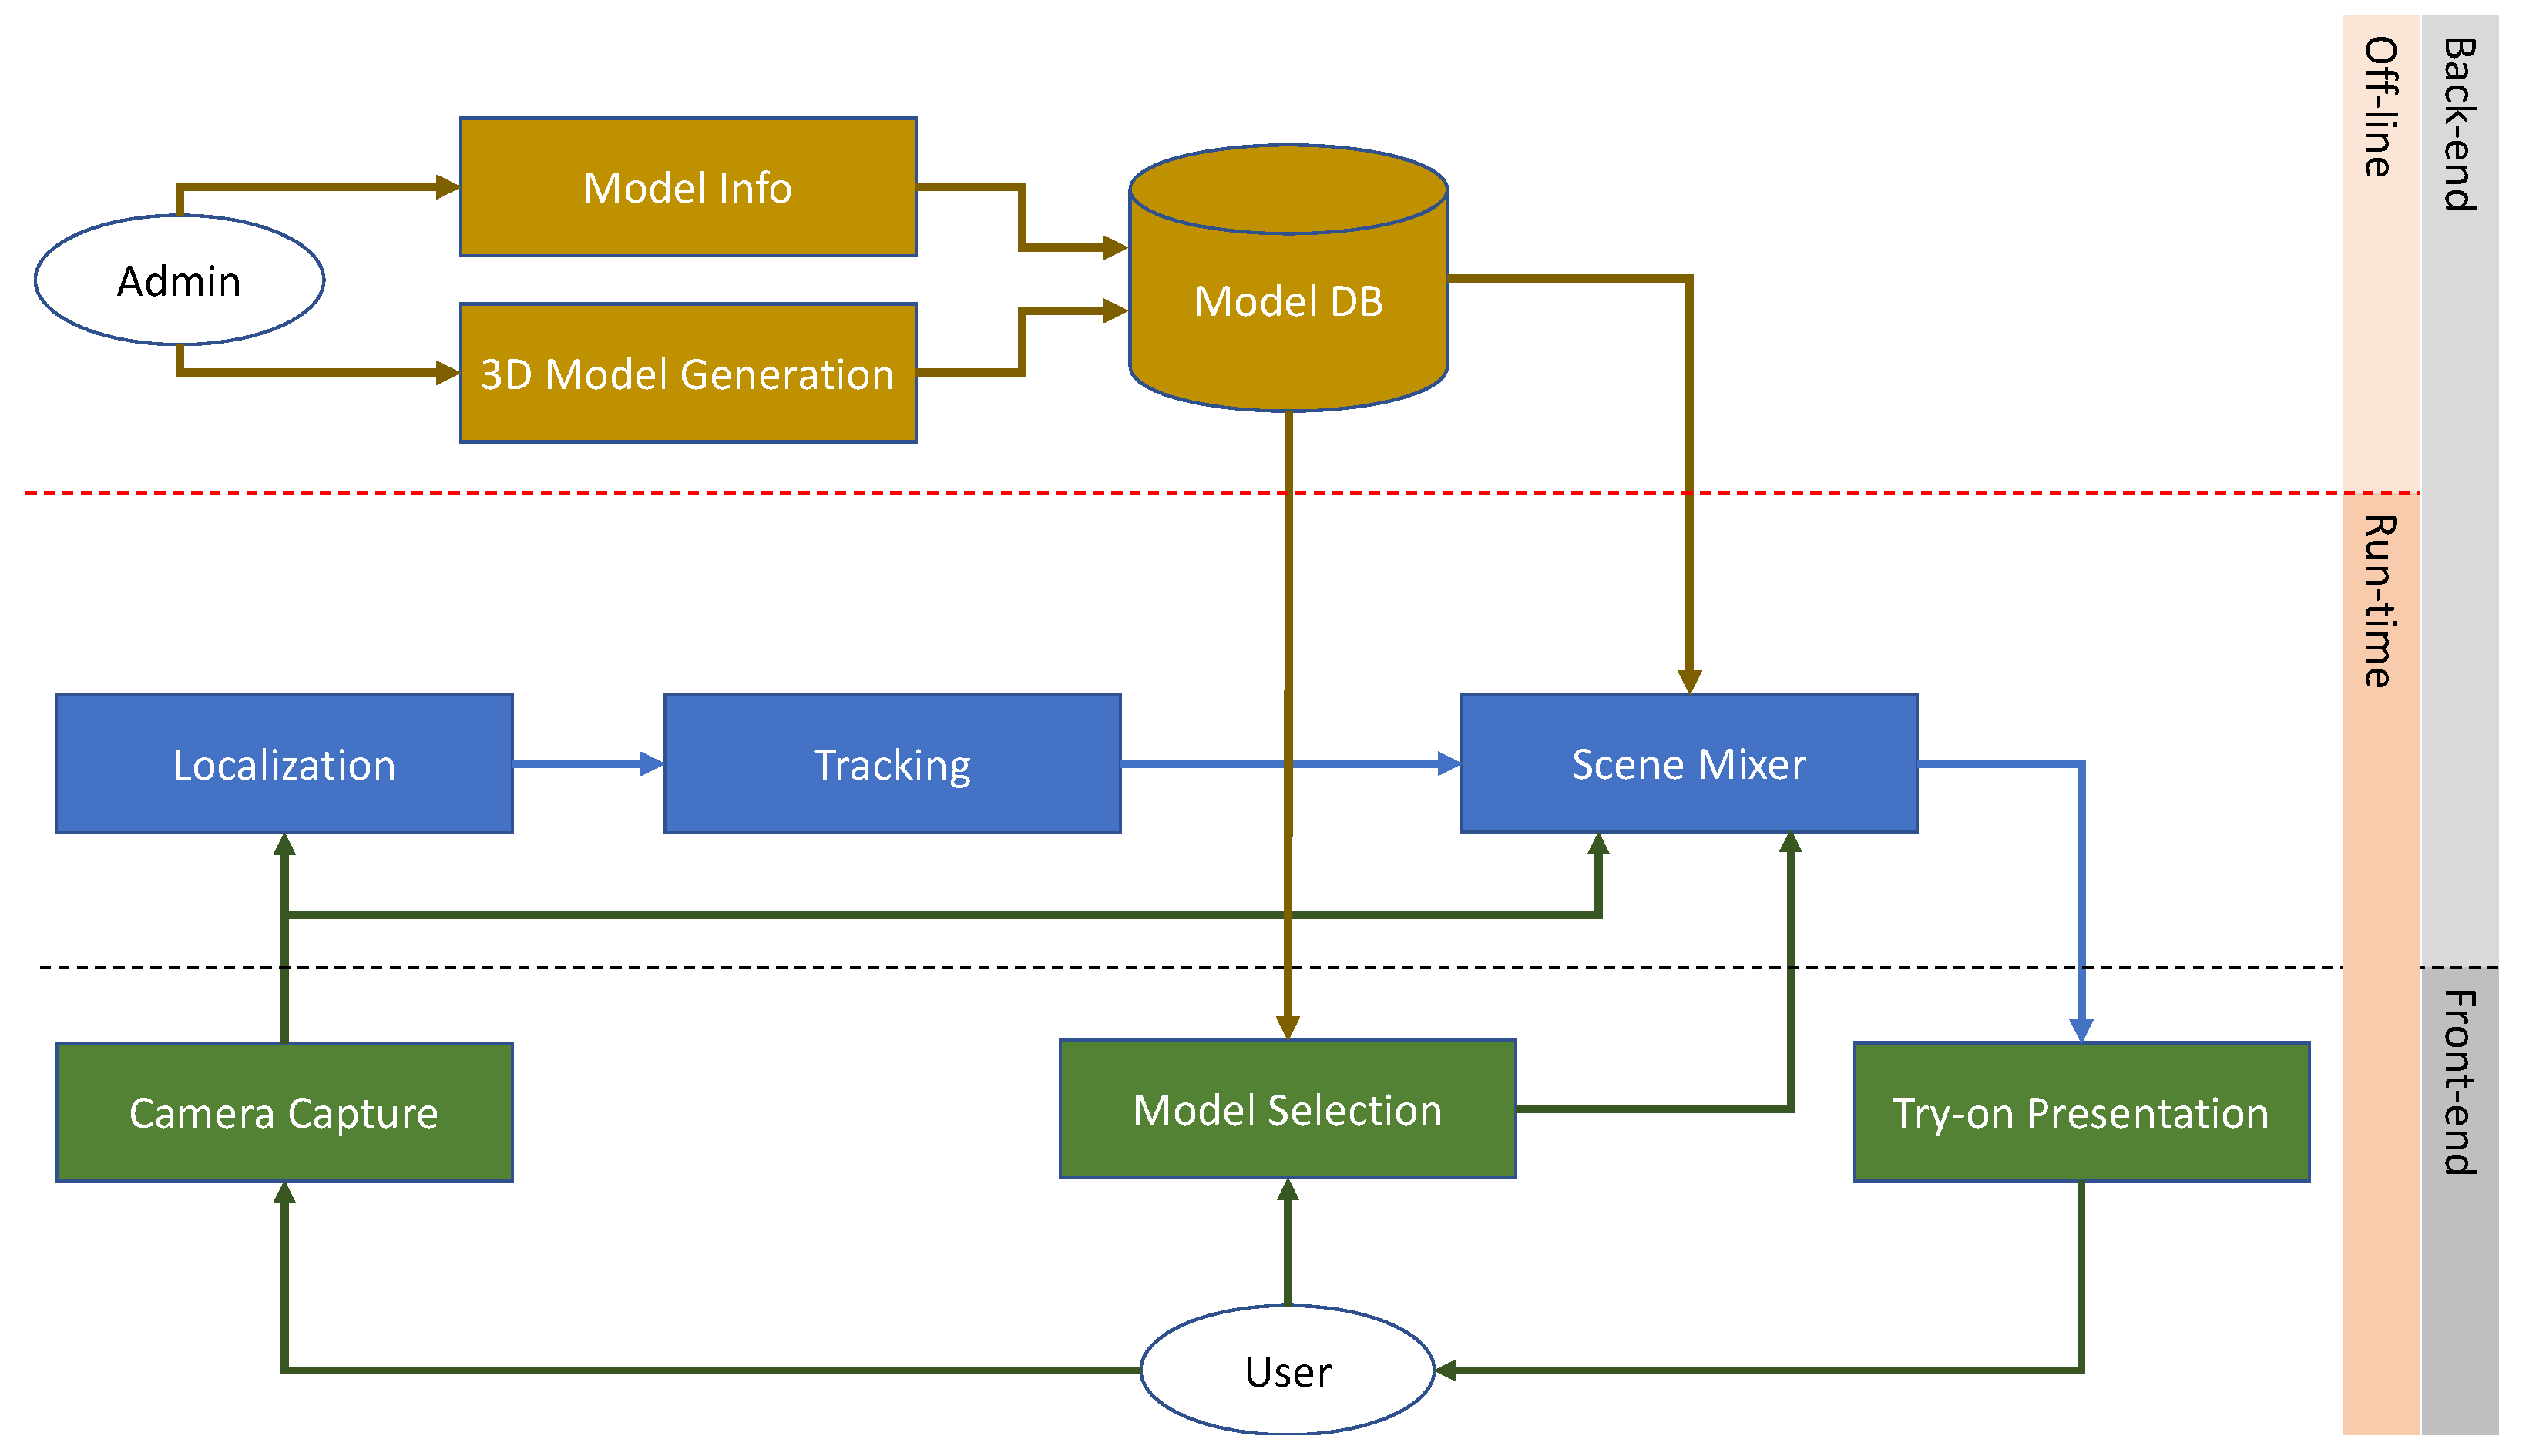 Off-line
Back-end
Model Info
Admin
Model DB
3D Model Generation
Run-time
Localization
Tracking
Scene Mixer
Front-end
Camera Capture
Model Selection
Try-on Presentation
User